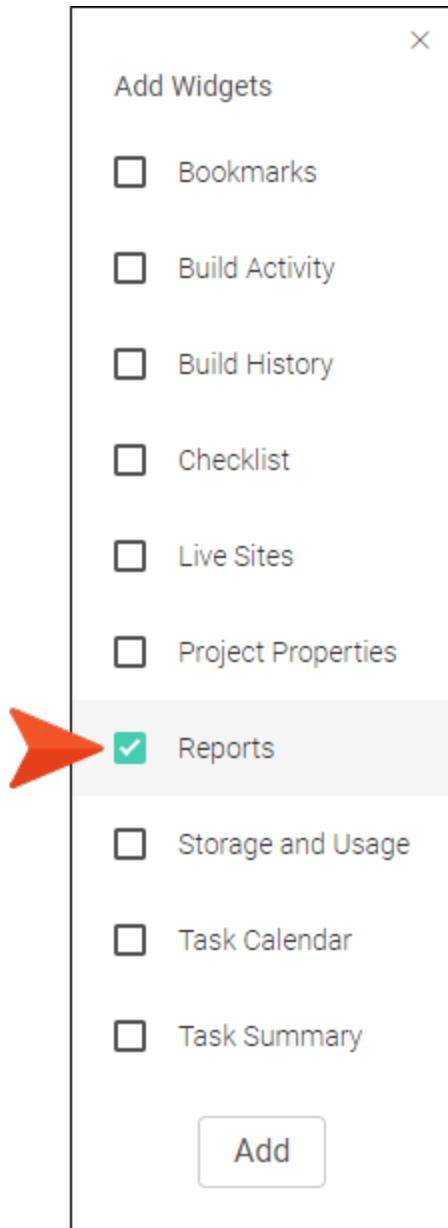 Add Widgets
Bookmarks
Build Activity
Build History
Checklist
Live Sites
Project Properties
Reports
Storage and Usage
Task Calendar
Task Summary
Add